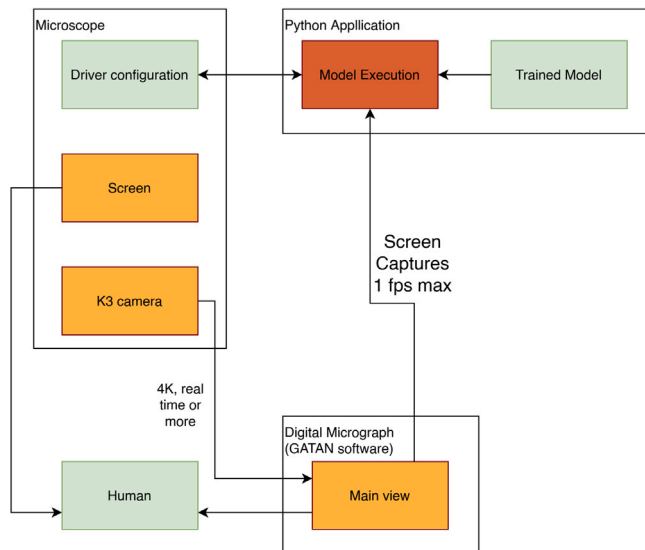 Microscope
Driver configuration
Screen
K3 camera
Python Appllication
Model Execution
Trained Model
Screen
Captures
1 fps max
4K, real
time or
more
Digital Micrograph
(GATAN software)
Main view
Human